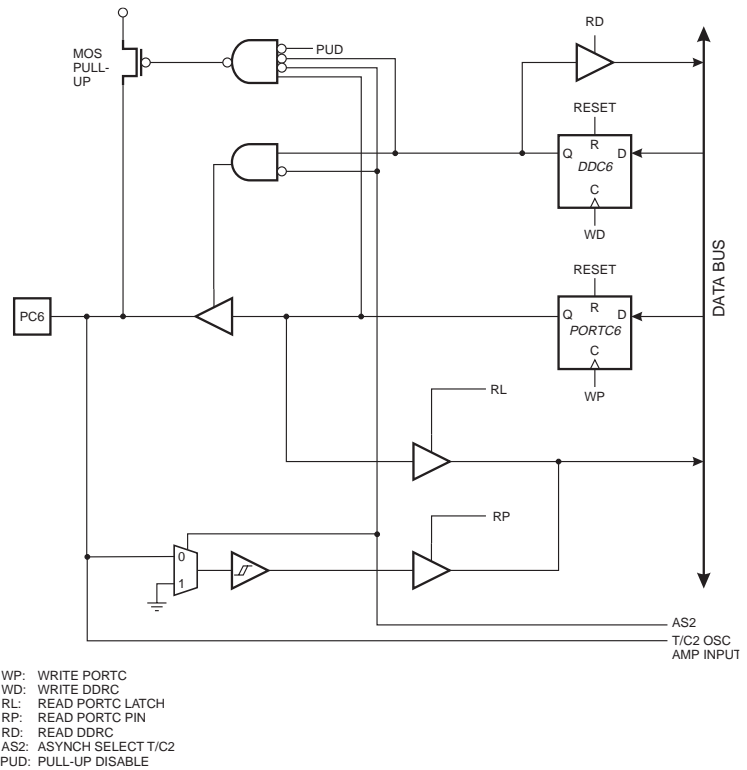 RD
MOS
PULL-
UP
PUD
RESET
R
Q
D
DDC6
C
WD
DATA BUS
RESET
R
Q
D
PC6
PORTC6
C
WP
RL
RP
0
1
AS2
T/C2 OSC
AMP INPUT
WP: WRITE PORTC
WD: WRITE DDRC
RL: READ PORTC LATCH
RP: READ PORTC PIN
RD: READ DDRC
AS2: ASYNCH SELECT T/C2
PUD: PULL-UP DISABLE